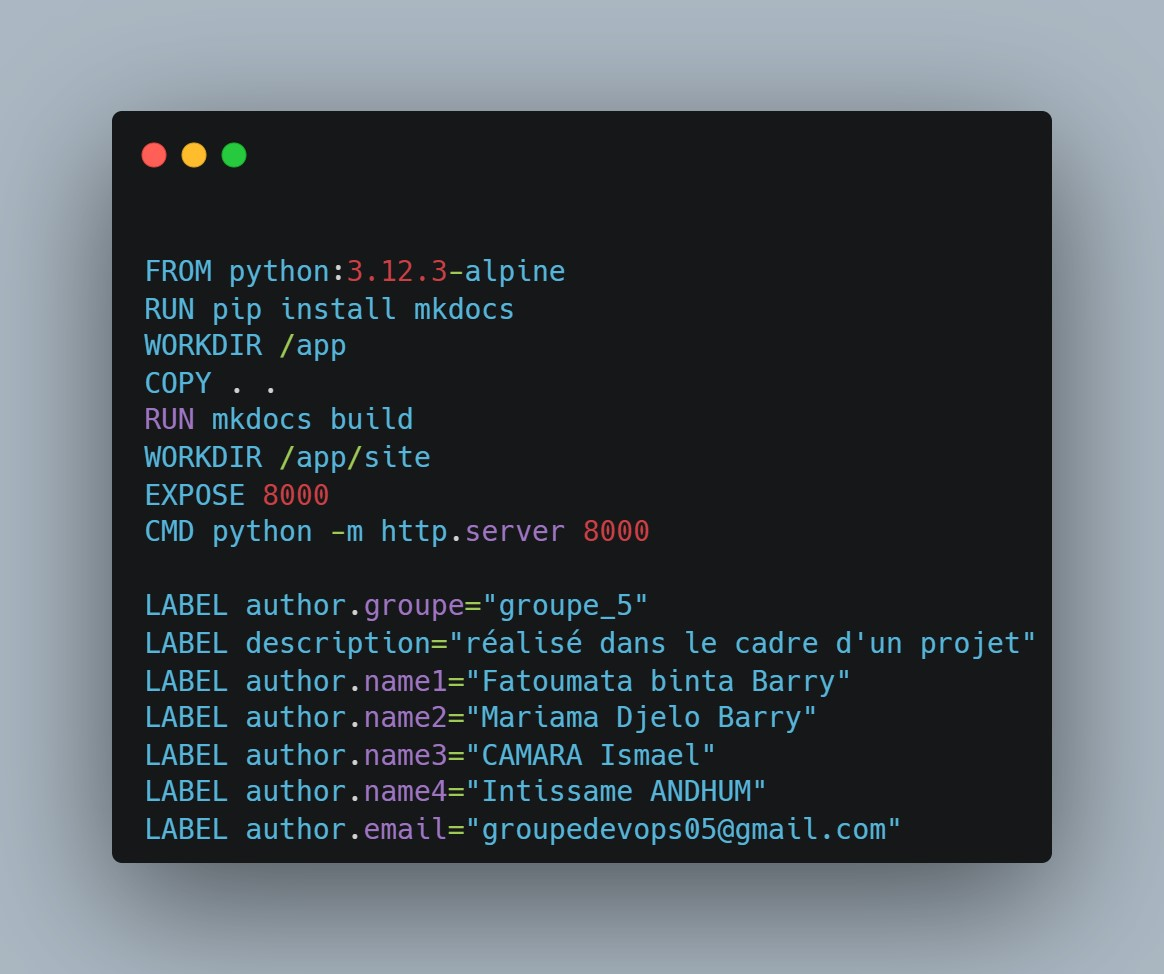 FROM python:3.12.3-alpine
RUN pip install mkdocs
WORKDIR /app
COPY . .
RUN mkdocs build
WORKDIR /app/site
EXPOSE 8000
CMD python -m http.server 8000
LABEL author.groupe="groupe_5"
LABEL description="réalisé dans le cadre d'un projet"
LABEL author.name1="Fatoumata binta Barry"
LABEL author.name2="Mariama Djelo Barry"
LABEL author.name3="CAMARA Ismael"
LABEL author.name4="Intissame ANDHUM"
LABEL author.email="groupedevops05@gmail.com"